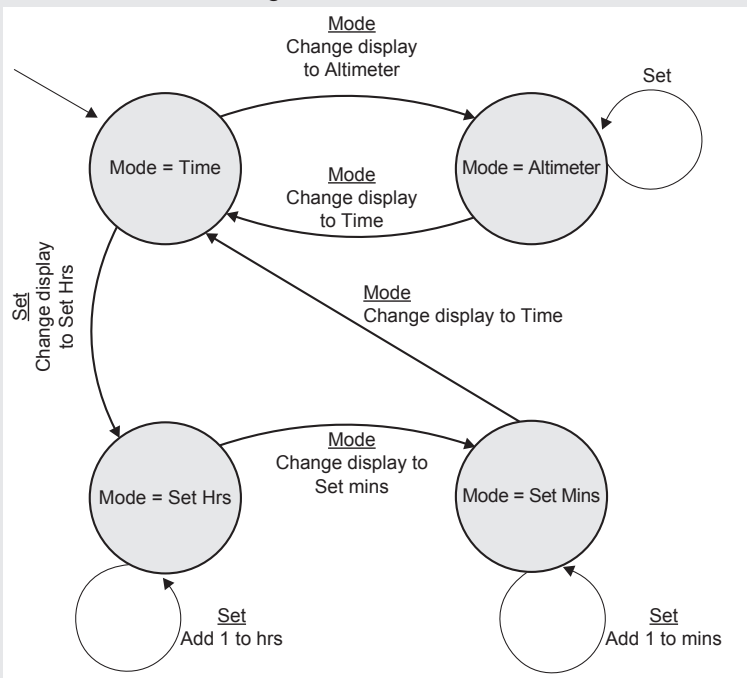 Mode
Change display
to Altimeter
Set
Mode = Time
Mode = Altimeter
Mode
Change display
to Time
Set
Change display
to Set Hrs
Mode
Change display to Time
Mode = Set Hrs
Mode
Change display to
Set mins
Mode = Set Mins
Set
Add 1 to hrs
Set
Add 1 to mins